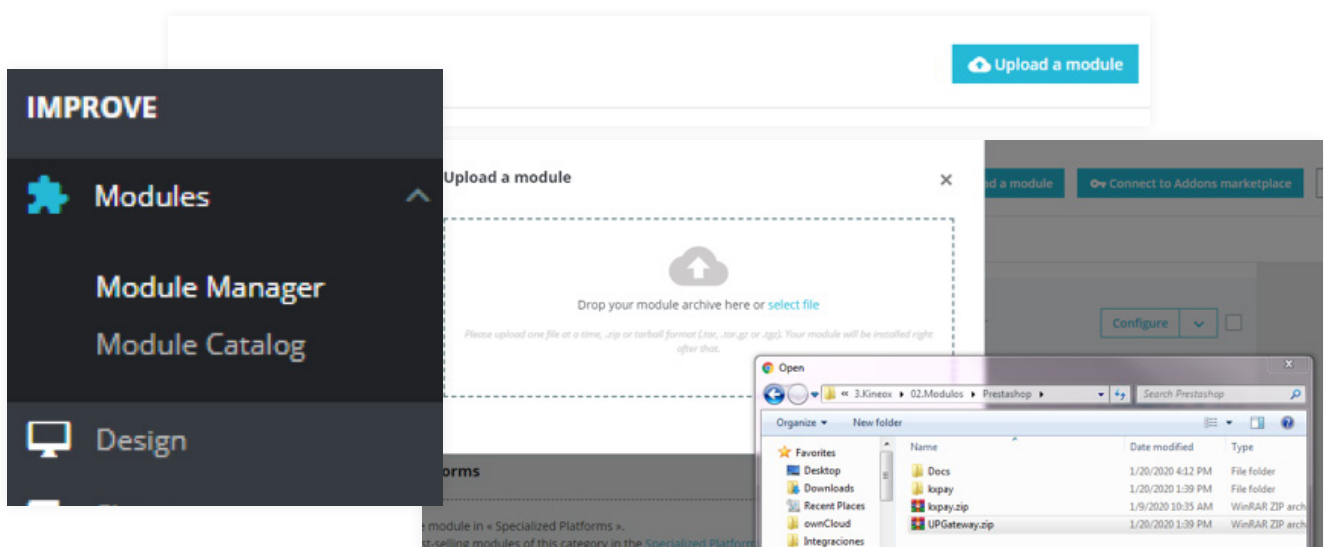 Upload a module
IMPROVE
Modules
Module Manager
Module Catalog
Design
Upload a module
×
Drop your module archive here or select file
Please upload one file at a time, .zip or tarball format (.tar, .tar.gz or .tgz). Your module will be installed right
after that.
ad a module
Connect to Addons marketplace
Configure
Open
x
« 3.Kineox ▸ 02.Modulos ▸ Prestashop ▸
Search Prestashop
Organize
New folder
Favorites
Desktop
Downloads
Recent Places
ownCloud
Integraciones
Name Date modified Type
Docs 1/20/2020 4:12 PM File folder
kxpay 1/20/2020 1:39 PM File folder
kxpay.zip 1/9/2020 10:35 AM WinRAR ZIP arch
UPGateway.zip 1/20/2020 1:39 PM WinRAR ZIP arch
orms
e module in « Specialized Platforms ».
st-selling modules of this category in the Specialized Platform